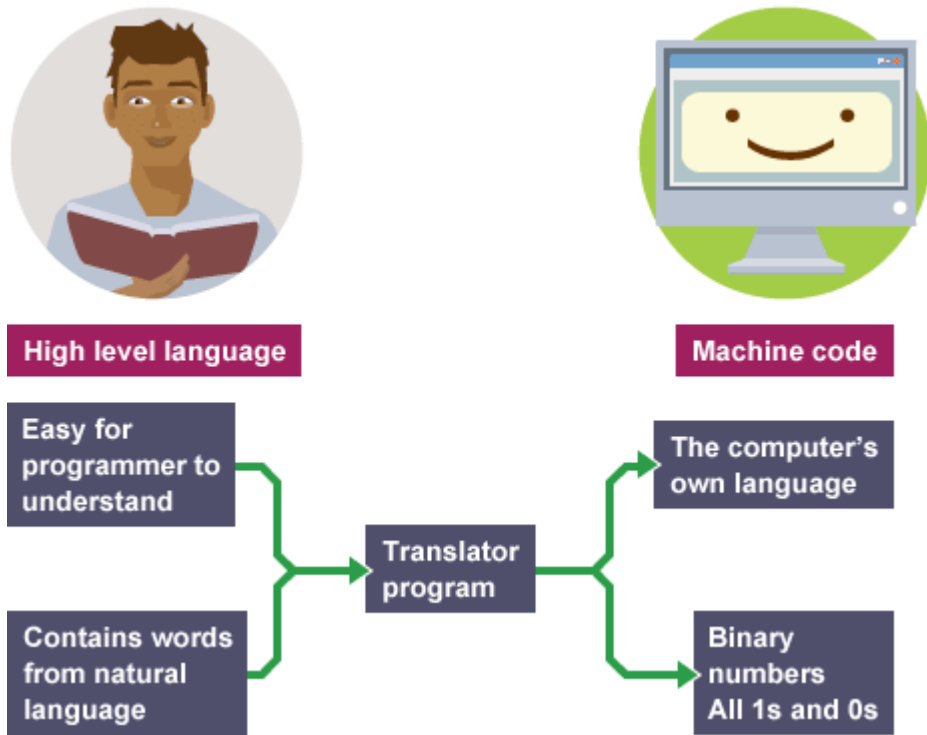 High level language
Machine code
Easy for
programmer to
understand
The computer's
own language
Translator
program
Contains words
from natural
language
Binary
numbers
All 1s and 0s